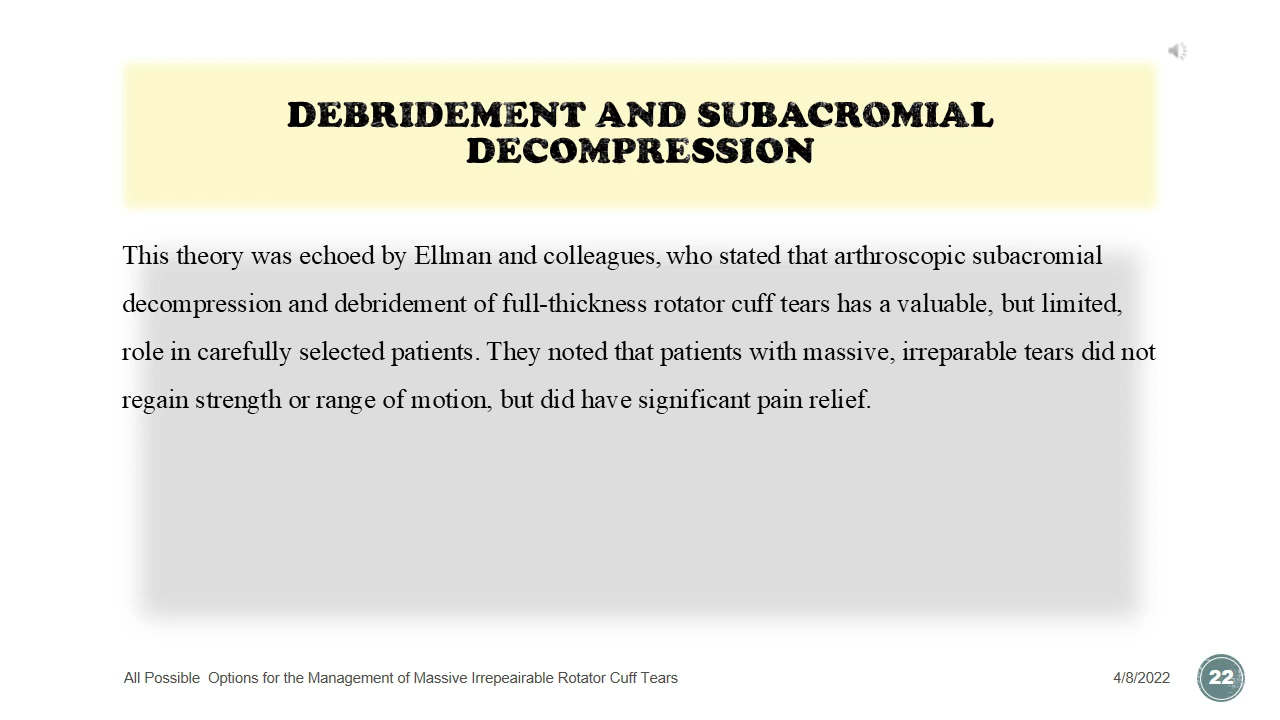 DEBRIDEMENT AND SUBACROMIAL
DECOMPRESSION
This theory was echoed by Ellman and colleagues, who stated that arthroscopic subacromial
decompression and debridement of full-thickness rotator cuff tears has a valuable, but limited,
role in carefully selected patients. They noted that patients with massive, irreparable tears did not
regain strength or range of motion, but did have significant pain relief.
All Possible  Options for the Management of Massive Irrepairable Rotator Cuff Tears
4/8/2022
22